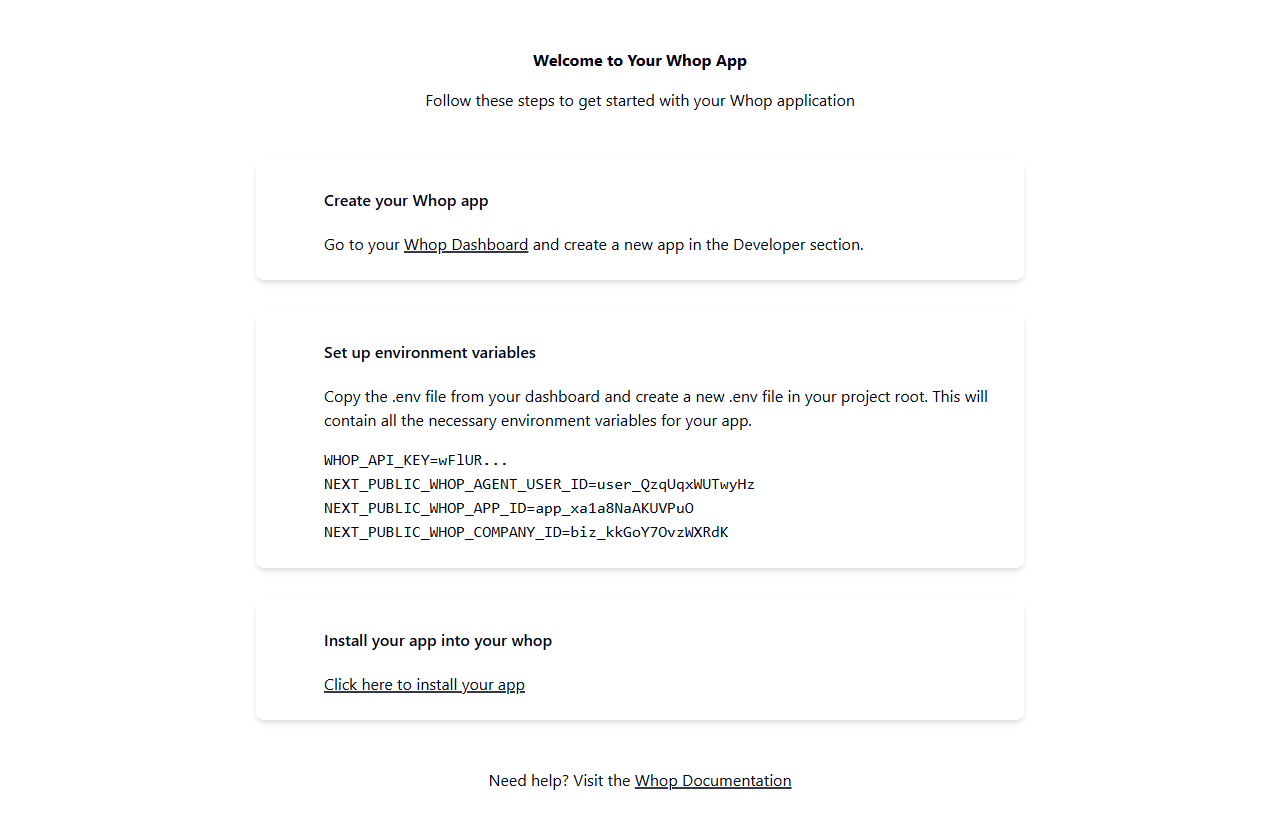 Welcome to Your Whop App
Follow these steps to get started with your Whop application
Create your Whop app
Go to your Whop Dashboard and create a new app in the Developer section.
Set up environment variables
Copy the .env file from your dashboard and create a new .env file in your project root. This will
contain all the necessary environment variables for your app.
WHOP_API_KEY=wFlUR...
NEXT_PUBLIC_WHOP_AGENT_USER_ID=user_QzqUqxWUTwyHz
NEXT_PUBLIC_WHOP_APP_ID=app_xa1a8NaAKUVPuO
NEXT_PUBLIC_WHOP_COMPANY_ID=biz_kkGoY7OvzWXRdK
Install your app into your whop
Click here to install your app
Need help? Visit the Whop Documentation